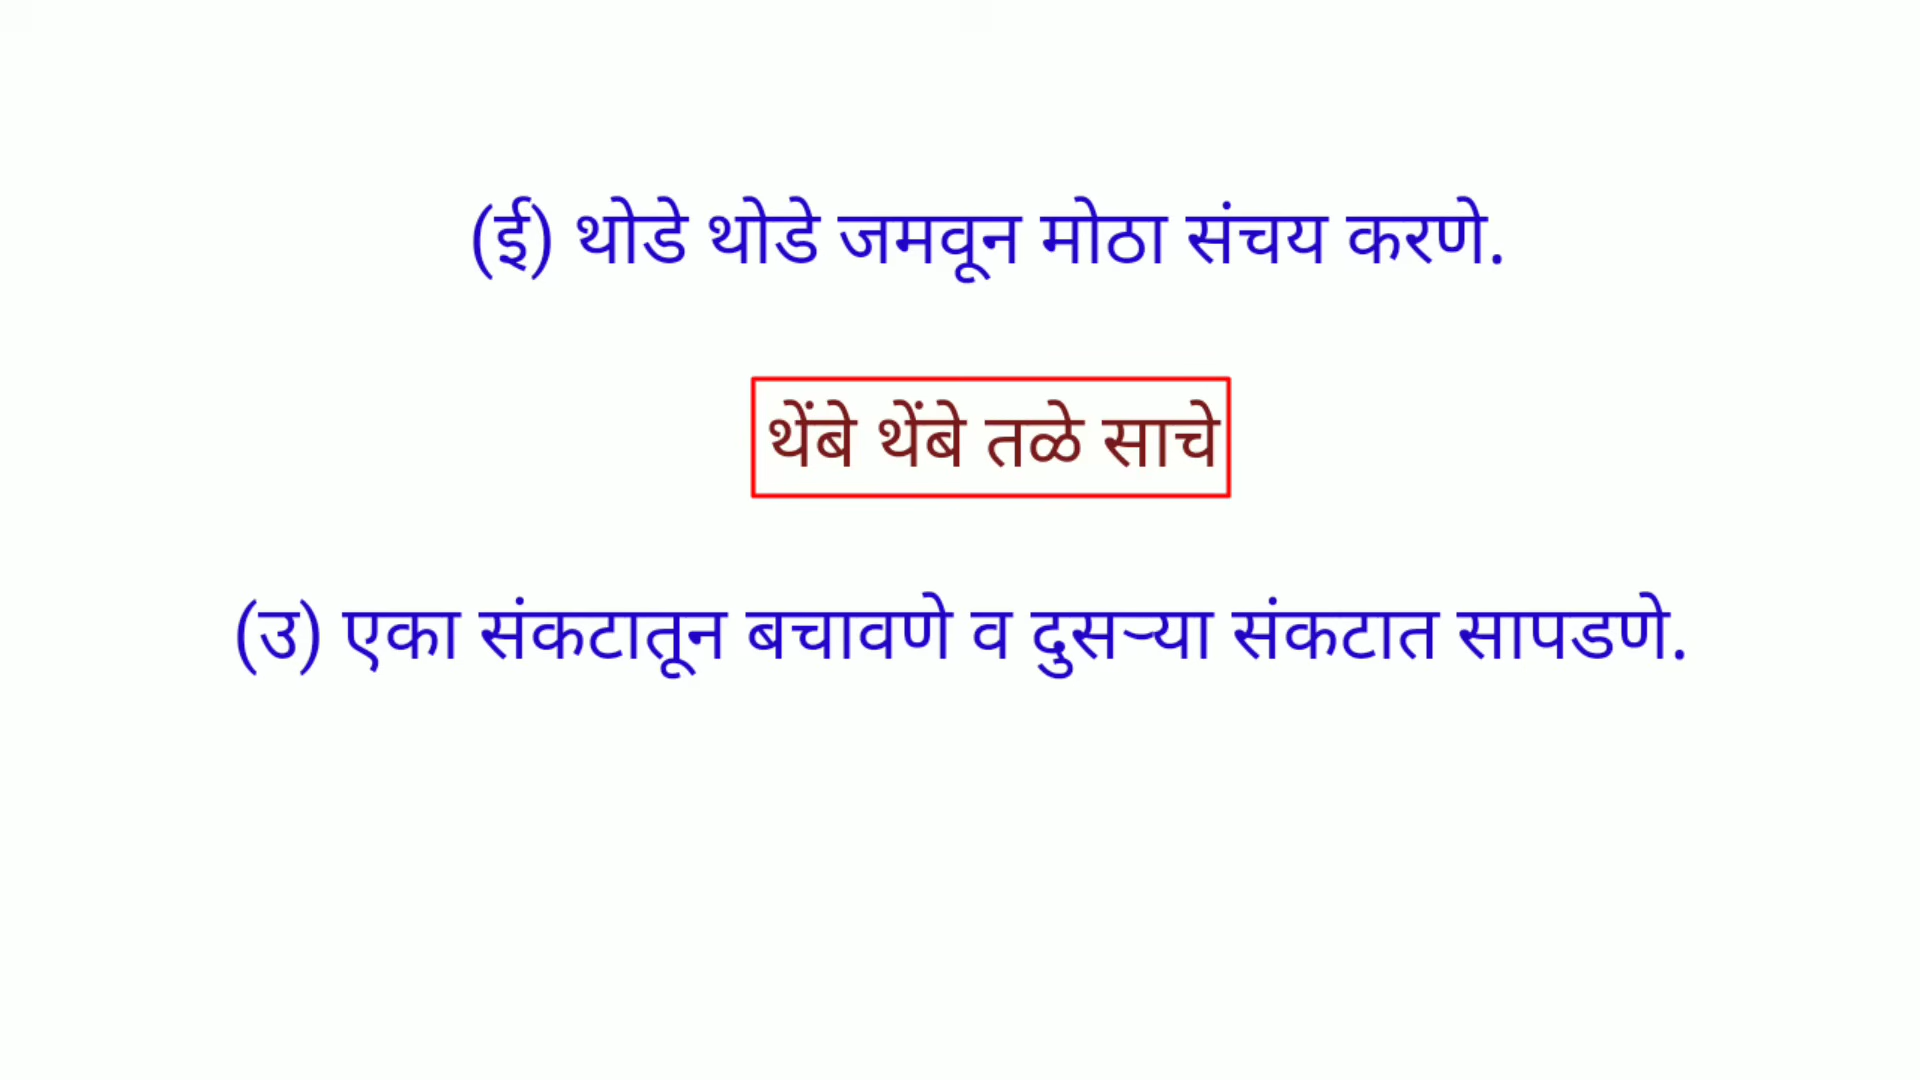 (ई) थोडे थोडे जमवून मोठा संचय करणे.
थेंबे थेंबे तळे साचे
(उ) एका संकटातून बचावणे व दुसऱ्या संकटात सापडणे.